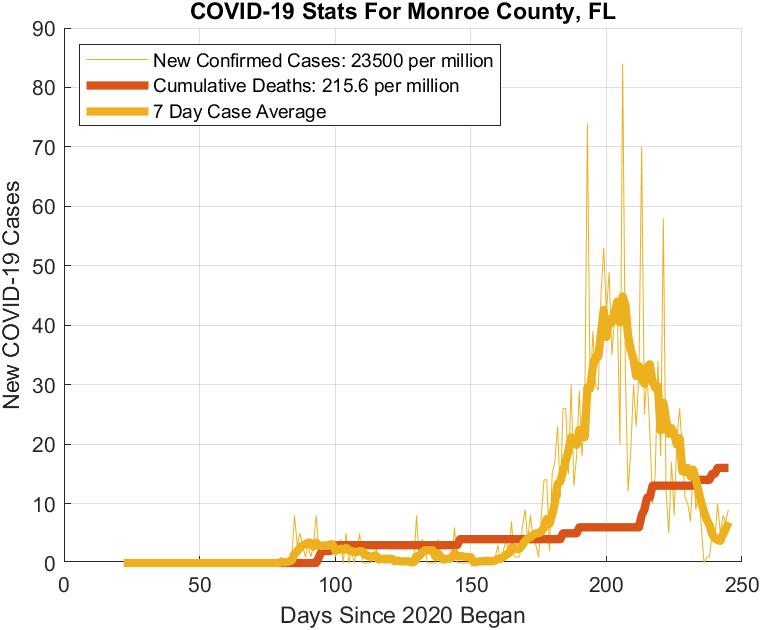 COVID-19 Stats For Monroe County, FL
90
80
70
60
50
40
30
20
10
0
New COVID-19 Cases
New Confirmed Cases: 23500 per million
Cumulative Deaths: 215.6 per million
7 Day Case Average
0 50 100 150 200 250
Days Since 2020 Began